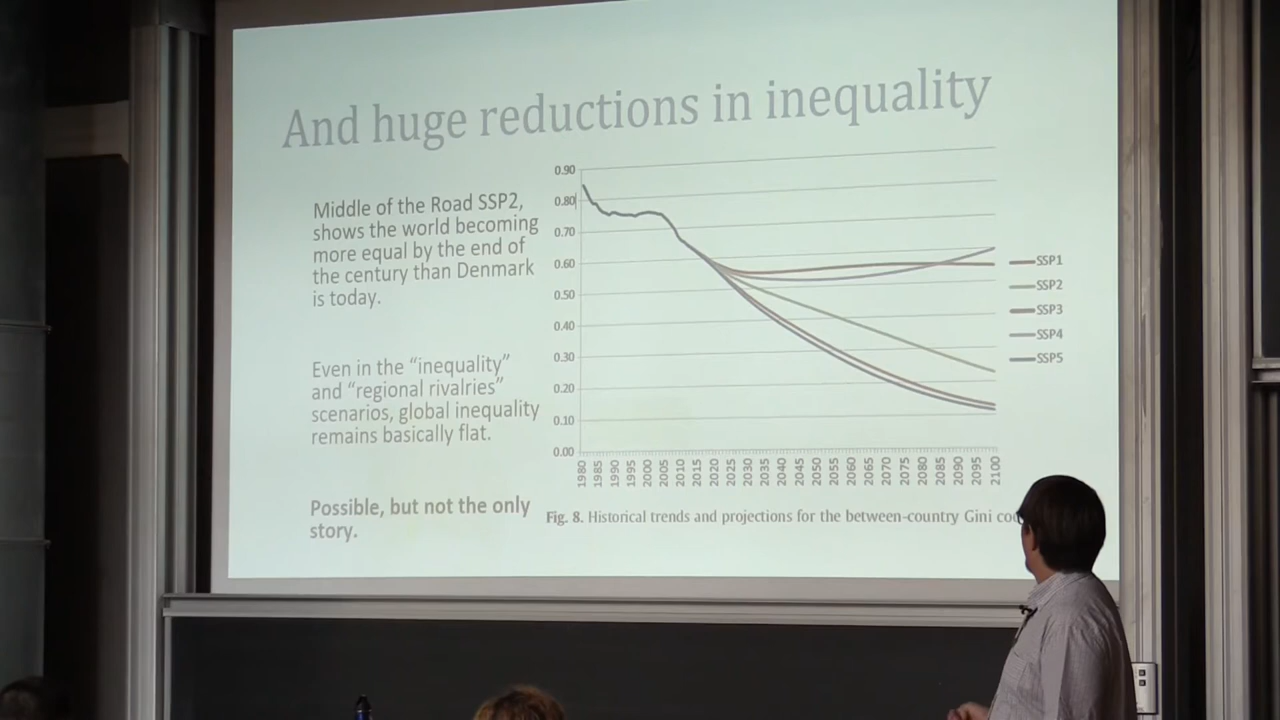 And huge reductions in inequality
Middle of the Road SSP2,
shows the world becoming
more equal by the end of
the century than Denmark
is today.
Even in the “inequality”
and “regional rivalries”
scenarios, global inequality
remains basically flat.
Possible, but not the only
story.
0.90
0.80
0.70
0.60
0.50
0.40
0.30
0.20
0.10
0.00
1980 1985 1990 1995 2000 2005 2010 2015 2020 2025 2030 2035 2040 2045 2050 2055 2060 2065 2070 2075 2080 2085 2090 2095 2100
SSP1
SSP2
SSP3
SSP4
SSP5
Fig. 8. Historical trends and projections for the between-country Gini